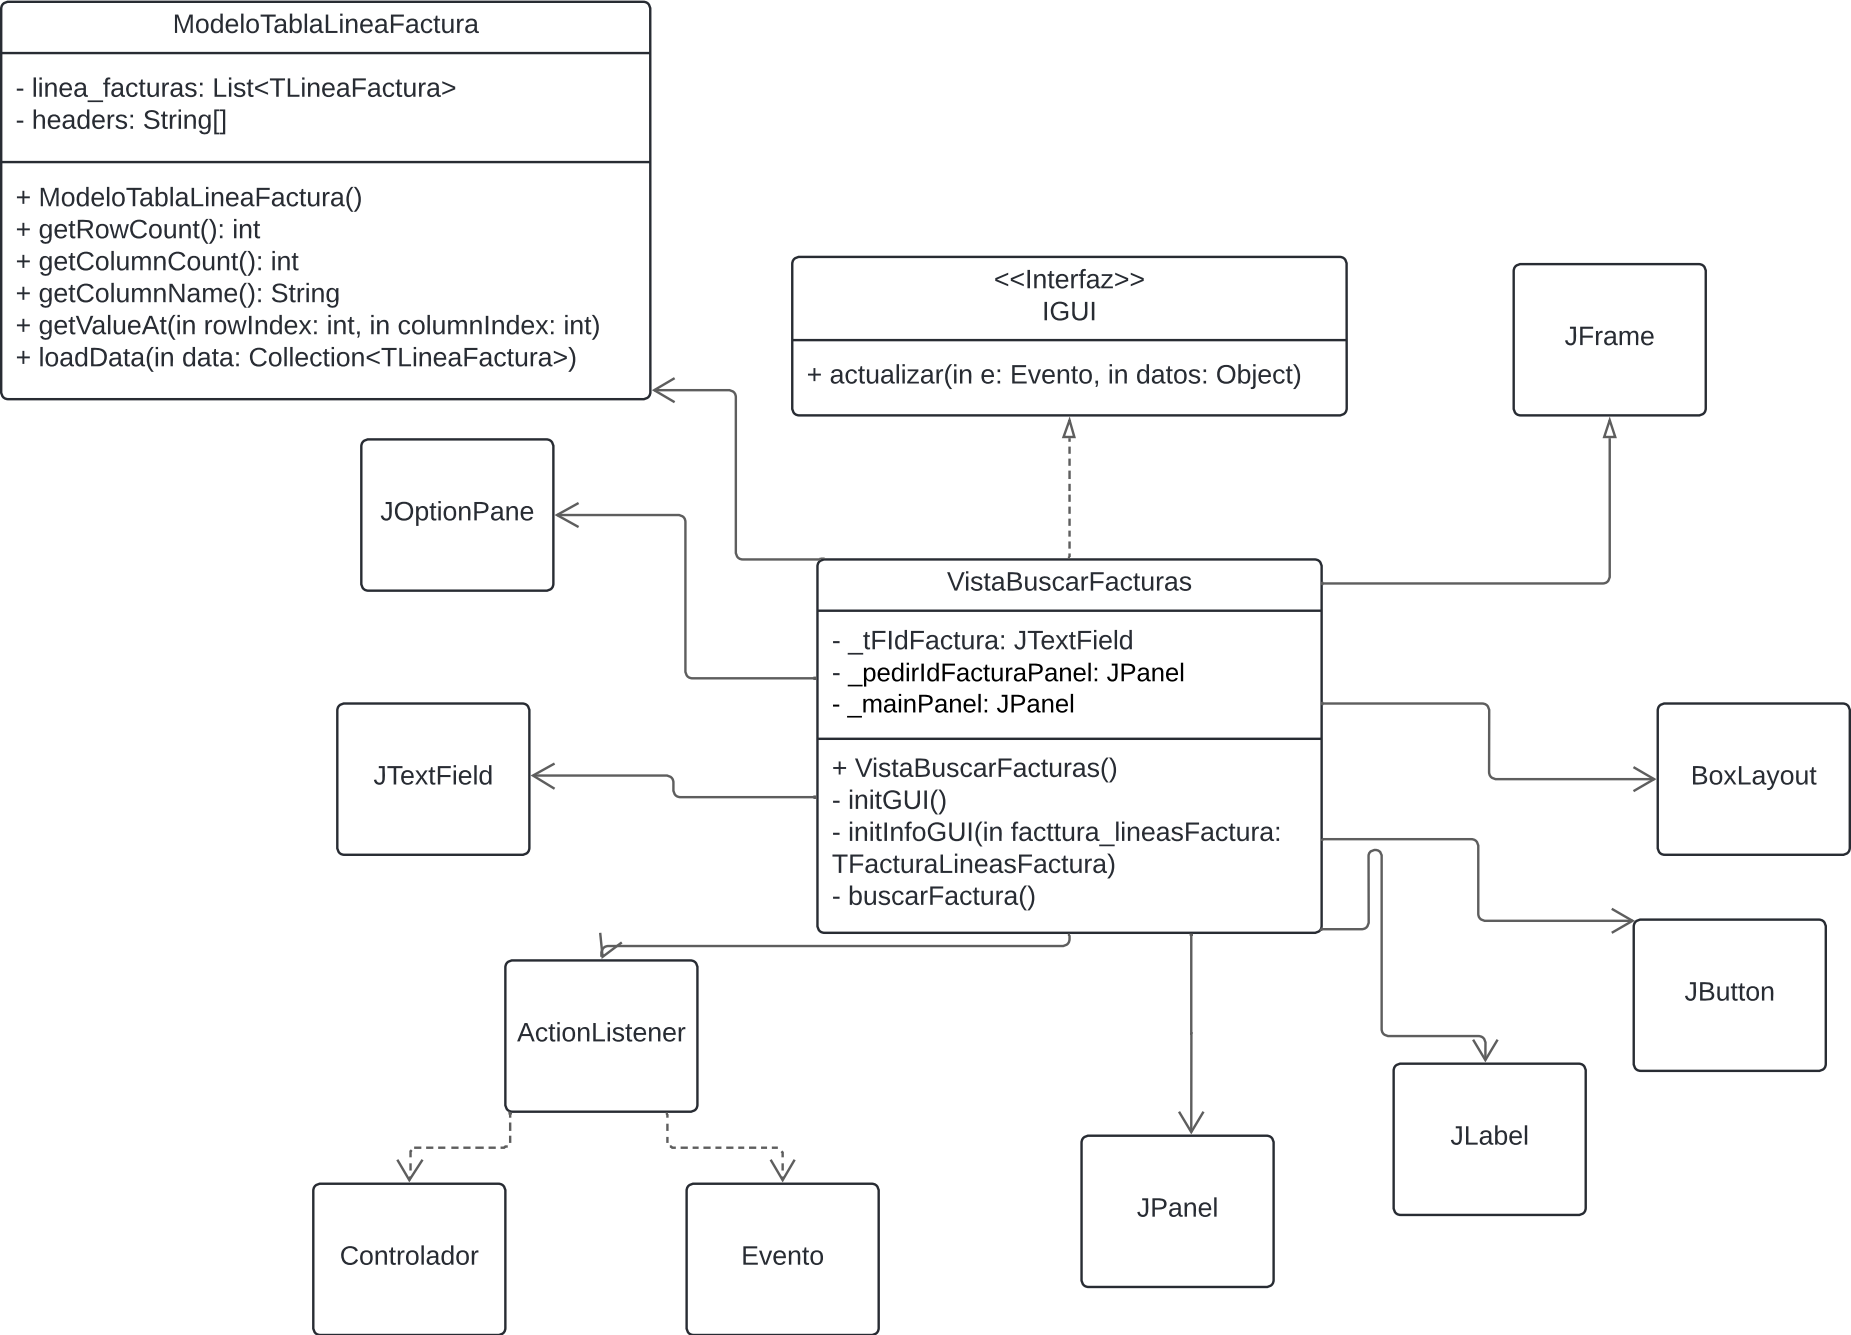 ModeloTablaLineaFactura
- linea_facturas: List<TLineaFactura>
- headers: String[]
+ ModeloTablaLineaFactura()
+ getRowCount(): int
+ getColumnCount(): int
+ getColumnName(): String
+ getValueAt(in rowIndex: int, in columnIndex: int)
+ loadData(in data: Collection<TLineaFactura>)
<<Interfaz>>
IGUI
+ actualizar(in e: Evento, in datos: Object)
JFrame
JOptionPane
VistaBuscarFacturas
- _tFIdFactura: JTextField
- _pedirIdFacturaPanel: JPanel
- _mainPanel: JPanel
+ VistaBuscarFacturas()
- initGUI()
- initInfoGUI(in facttura_lineasFactura:
TFacturaLineasFactura)
- buscarFactura()
JTextField
BoxLayout
JButton
ActionListener
JLabel
JPanel
Controlador
Evento